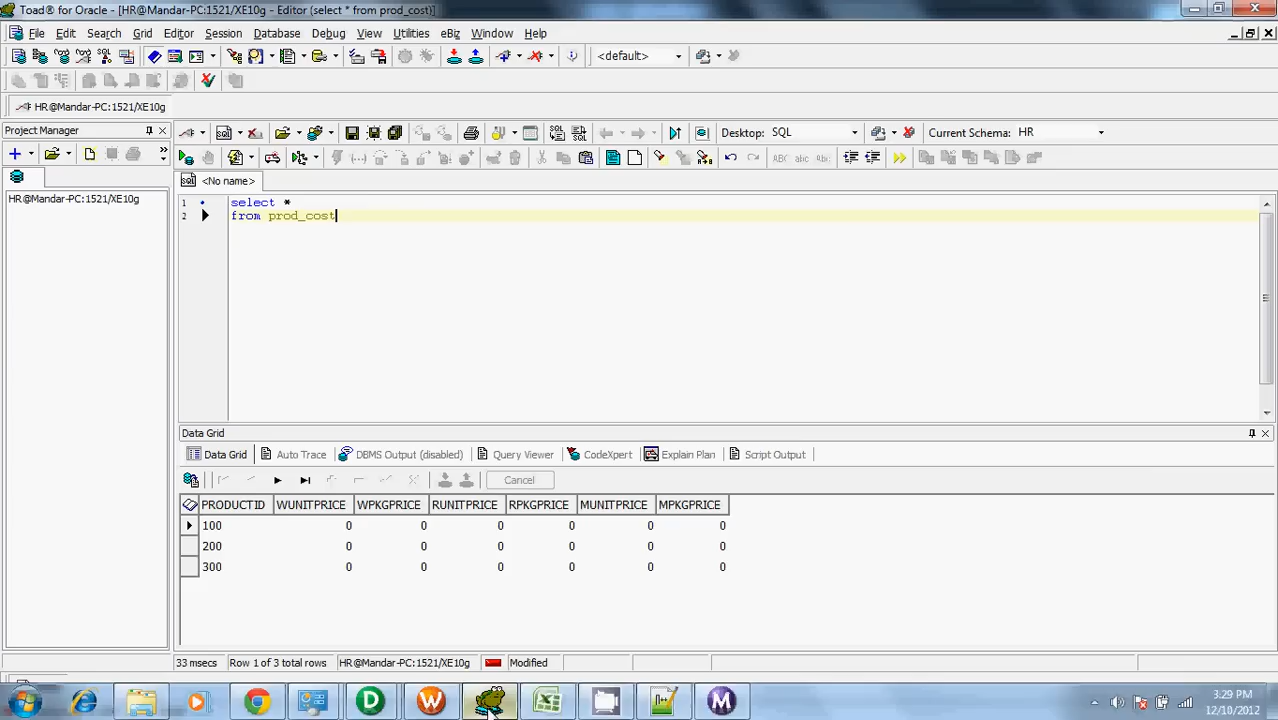 Toad® for Oracle - [HR@Mandar-PC:1521/XE10g - Editor (select * from prod_cost)]
File Edit Search Grid Editor Session Database Debug View Utilities eBiz Window Help
<default>
HR@Mandar-PC:1521/XE10g
Project Manager
Desktop: SQL Current Schema: HR
SQL SQL
ABC abc Abc
<No name>
HR@Mandar-PC:1521/XE10g
1 select *
2 from prod_cost
Data Grid
Data Grid Auto Trace DBMS Output (disabled) Query Viewer CodeXpert Explain Plan Script Output
Cancel
PRODUCTID WUNITPRICE WPKGPRICE RUNITPRICE RPKGPRICE MUNITPRICE MPKGPRICE
100 0 0 0 0 0 0
200 0 0 0 0 0 0
300 0 0 0 0 0 0
33 msecs Row 1 of 3 total rows HR@Mandar-PC:1521/XE10g Modified
D W M
3:29 PM
12/10/2012